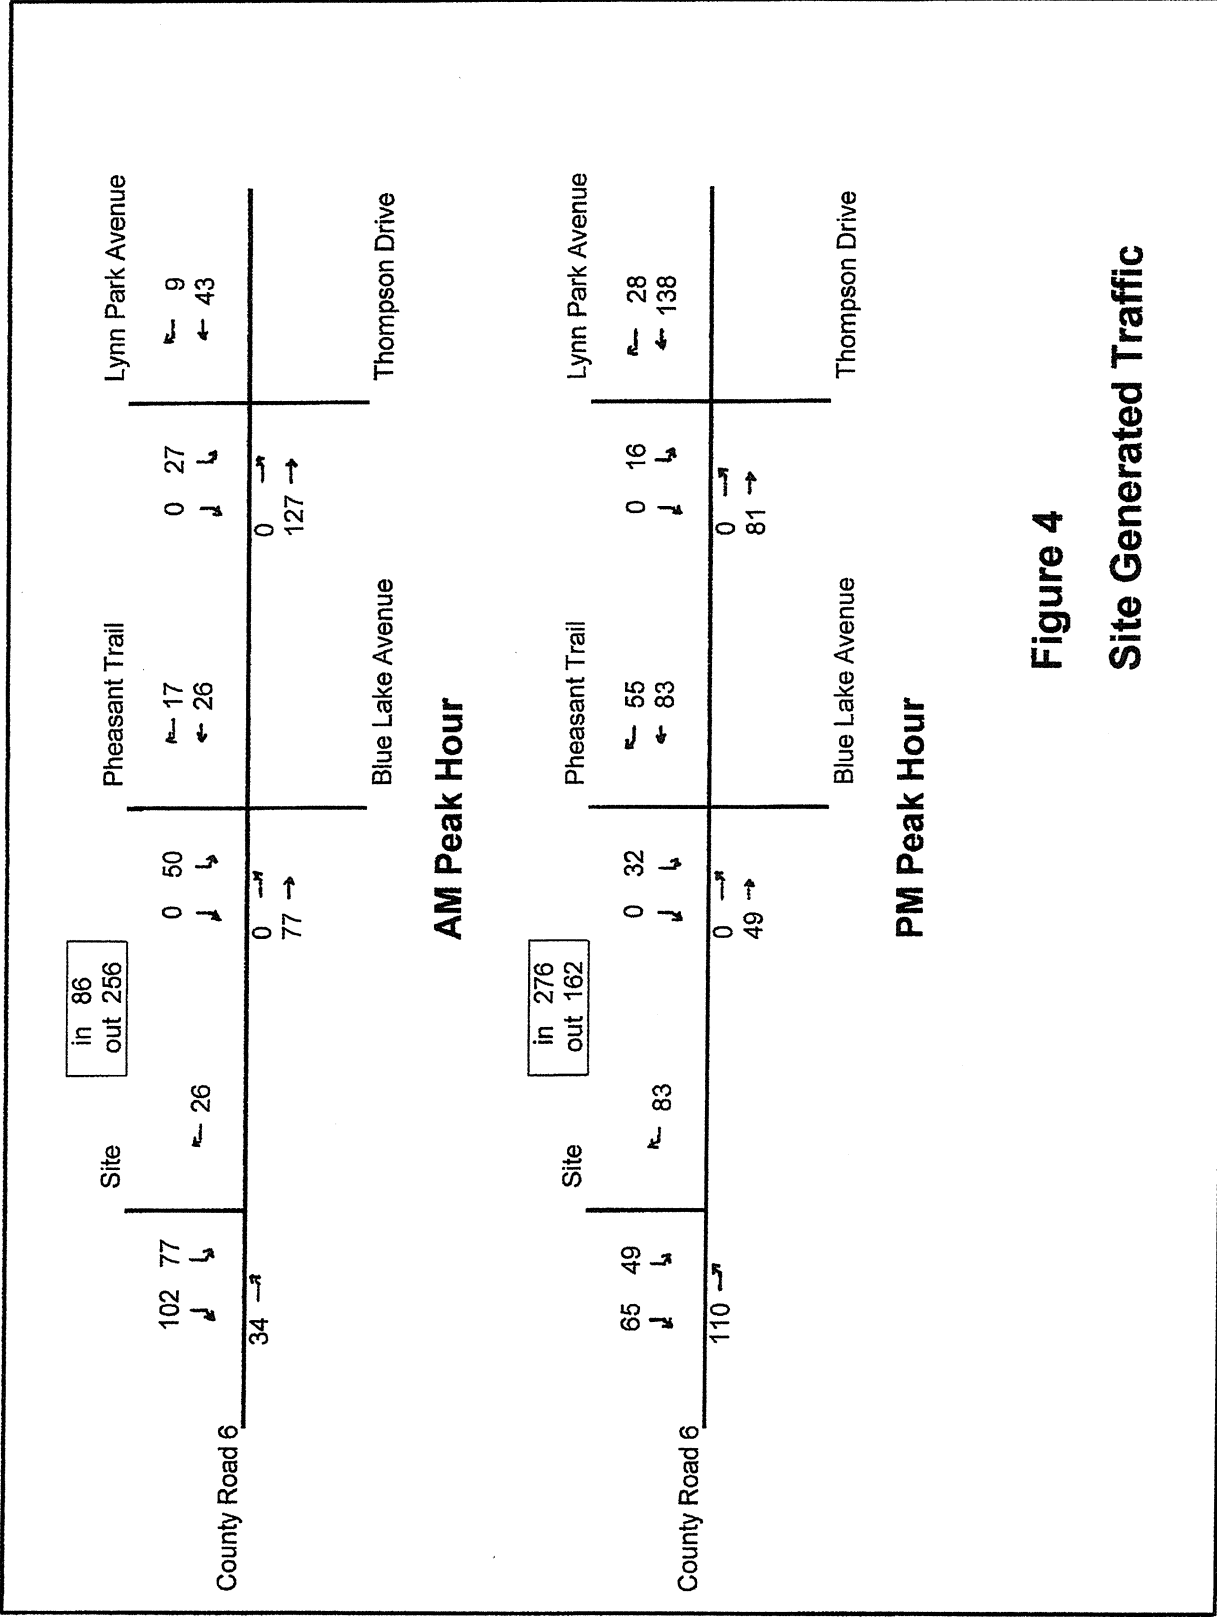 Site
in 86
out 256
Pheasant Trail
Lynn Park Avenue
102 77
26
0 50
17
26
0 27
9
43
County Road 6
34
0
77
0
127
Blue Lake Avenue
Thompson Drive
AM Peak Hour
Site
in 276
out 162
Pheasant Trail
Lynn Park Avenue
65 49
83
0 32
55
83
0 16
28
138
County Road 6
110
0
49
0
81
Blue Lake Avenue
Thompson Drive
PM Peak Hour
Figure 4
Site Generated Traffic